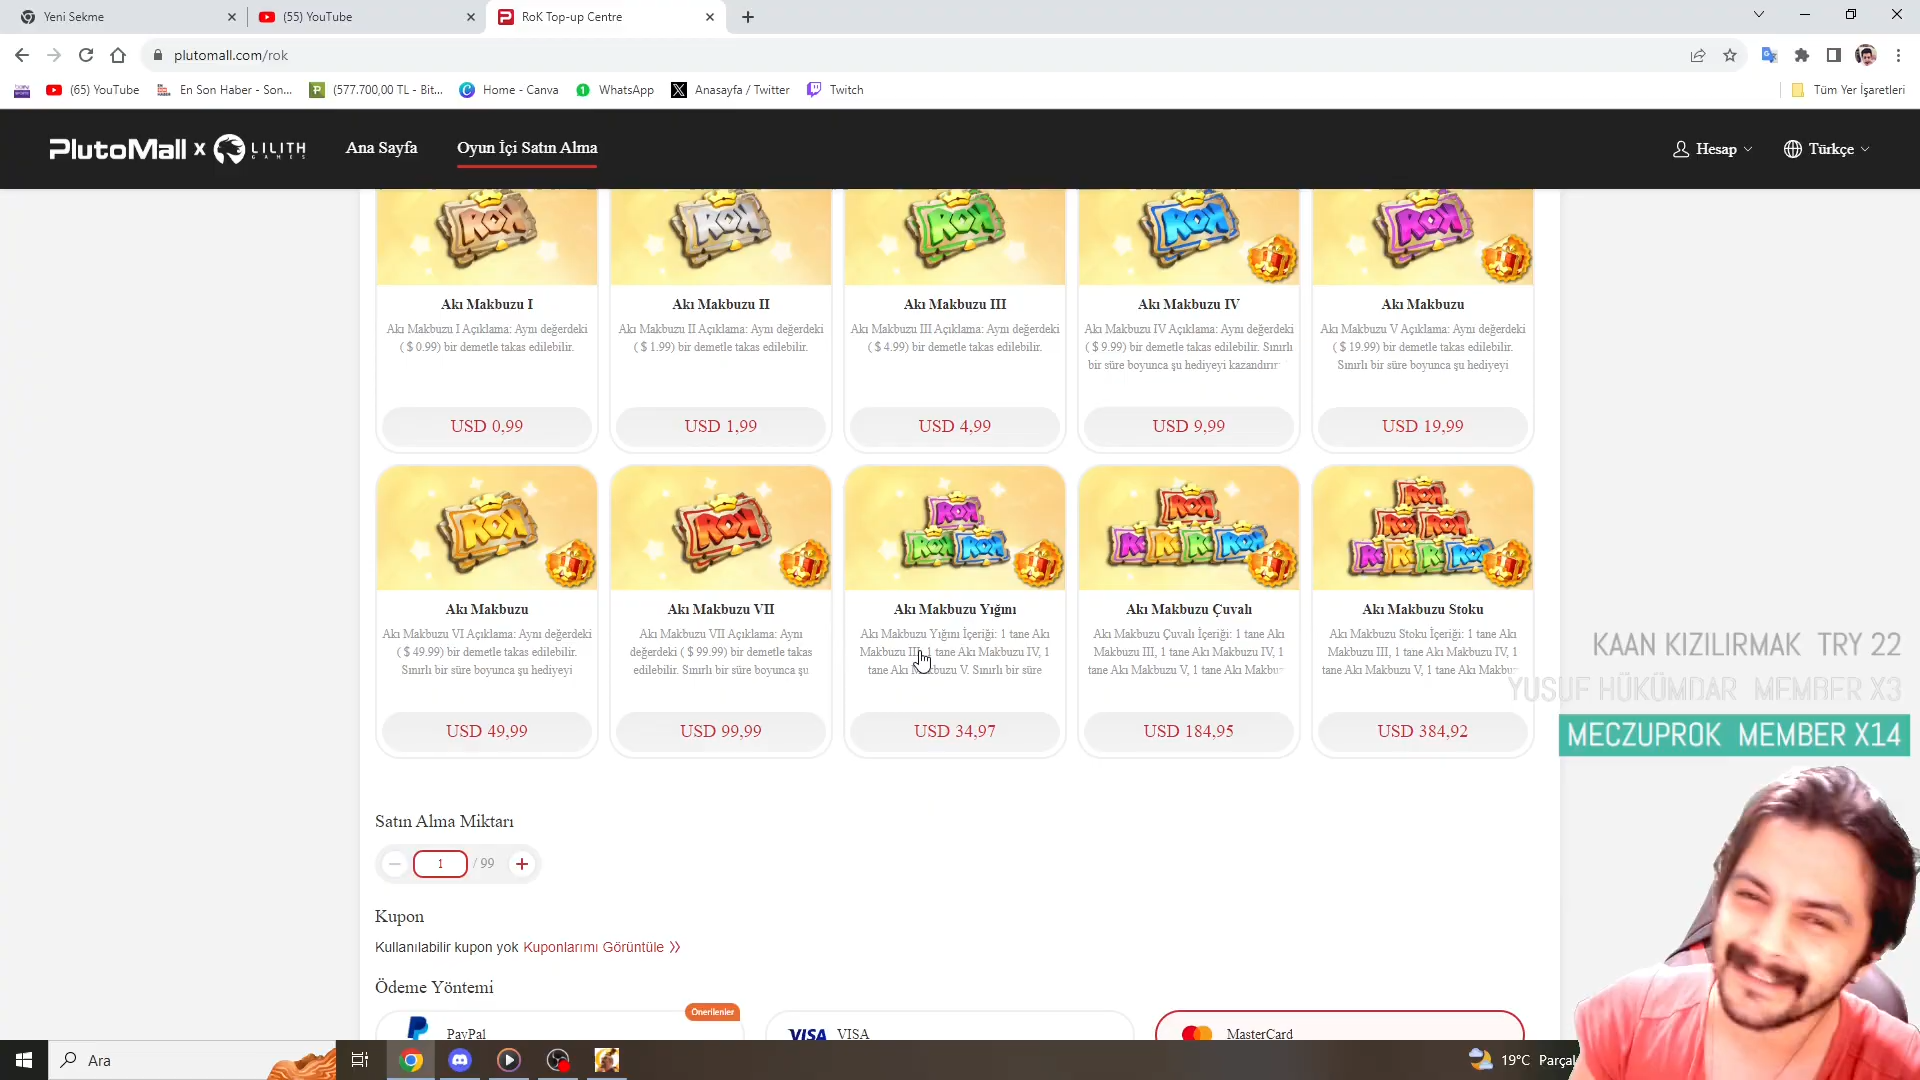 Yeni Sekme
(55) YouTube
RoK Top-up Centre
plutomall.com/rok
(65) YouTube
En Son Haber - Son...
(577.700,00 TL - Bit...
Home - Canva
WhatsApp
Anasayfa / Twitter
Twitch
Tüm Yer İşaretleri
PlutoMall x LILITH GAMES
Ana Sayfa
Oyun İçi Satın Alma
Hesap
Türkçe
ROK
ROK
ROK
ROK
ROK
Akı Makbuzu I
Akı Makbuzu I Açıklama: Aynı değerdeki
( $ 0.99) bir demetle takas edilebilir.
USD 0,99
Akı Makbuzu II
Akı Makbuzu II Açıklama: Aynı değerdeki
( $ 1.99) bir demetle takas edilebilir.
USD 1,99
Akı Makbuzu III
Akı Makbuzu III Açıklama: Aynı değerdeki
( $ 4.99) bir demetle takas edilebilir.
USD 4,99
Akı Makbuzu IV
Akı Makbuzu IV Açıklama: Aynı değerdeki
( $ 9.99) bir demetle takas edilebilir. Sınırlı
bir süre boyunca şu hediyeyi kazandırır
USD 9,99
Akı Makbuzu
Akı Makbuzu V Açıklama: Aynı değerdeki
( $ 19.99) bir demetle takas edilebilir.
Sınırlı bir süre boyunca şu hediyeyi
USD 19,99
ROK
ROK
Akı Makbuzu
Akı Makbuzu VI Açıklama: Aynı değerdeki
( $ 49.99) bir demetle takas edilebilir.
Sınırlı bir süre boyunca şu hediyeyi
USD 49,99
Akı Makbuzu VII
Akı Makbuzu VII Açıklama: Aynı
değerdeki ( $ 99.99) bir demetle takas
edilebilir. Sınırlı bir süre boyunca şu
USD 99,99
Akı Makbuzu Yığını
Akı Makbuzu Yığını İçeriği: 1 tane Akı
Makbuzu III, 1 tane Akı Makbuzu IV, 1
tane Akı Makbuzu V. Sınırlı bir süre
USD 34,97
Akı Makbuzu Çuvalı
Akı Makbuzu Çuvalı İçeriği: 1 tane Akı
Makbuzu III, 1 tane Akı Makbuzu IV, 1
tane Akı Makbuzu V, 1 tane Akı Makbu
USD 184,95
Akı Makbuzu Stoku
Akı Makbuzu Stoku İçeriği: 1 tane Akı
Makbuzu III, 1 tane Akı Makbuzu IV, 1
tane Akı Makbuzu V, 1 tane Akı Makbu
USD 384,92
KAAN KIZILIRMAK TRY 22
YUSUF HÜKÜMDAR MEMBER X3
MECZUPROK MEMBER X14
Satın Alma Miktarı
1 / 99
Kupon
Kullanılabilir kupon yok Kuponlarımı Görüntüle
Ödeme Yöntemi
Önerilenler
PayPal
VISA VISA
MasterCard
Ara
19°C Parçal